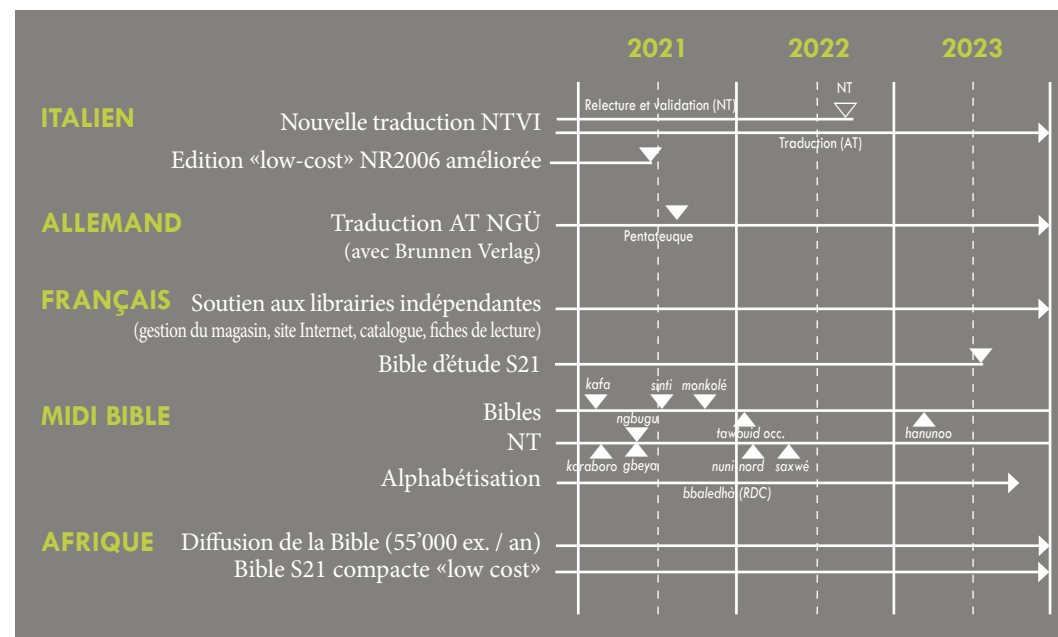 2021 2022 2023
ITALIEN
Relecture et validation (NT)
NT
Nouvelle traduction NTVI
Traduction (AT)
Edition «low-cost» NR2006 améliorée
ALLEMAND
Traduction AT NGÜ
(avec Brunnen Verlag)
Pentateuque
FRANÇAIS
Soutien aux librairies indépendantes
(gestion du magasin, site Internet, catalogue, fiches de lecture)
Bible d'étude S21
MIDI BIBLE
kafa sinti monkolé
Bibles
ngbugu tawbuid occ. hanunoo
NT
karaboro gbeya nuni-nord saxwé
Alphabétisation
bbaledhà (RDC)
AFRIQUE
Diffusion de la Bible (55'000 ex. / an)
Bible S21 compacte «low cost»